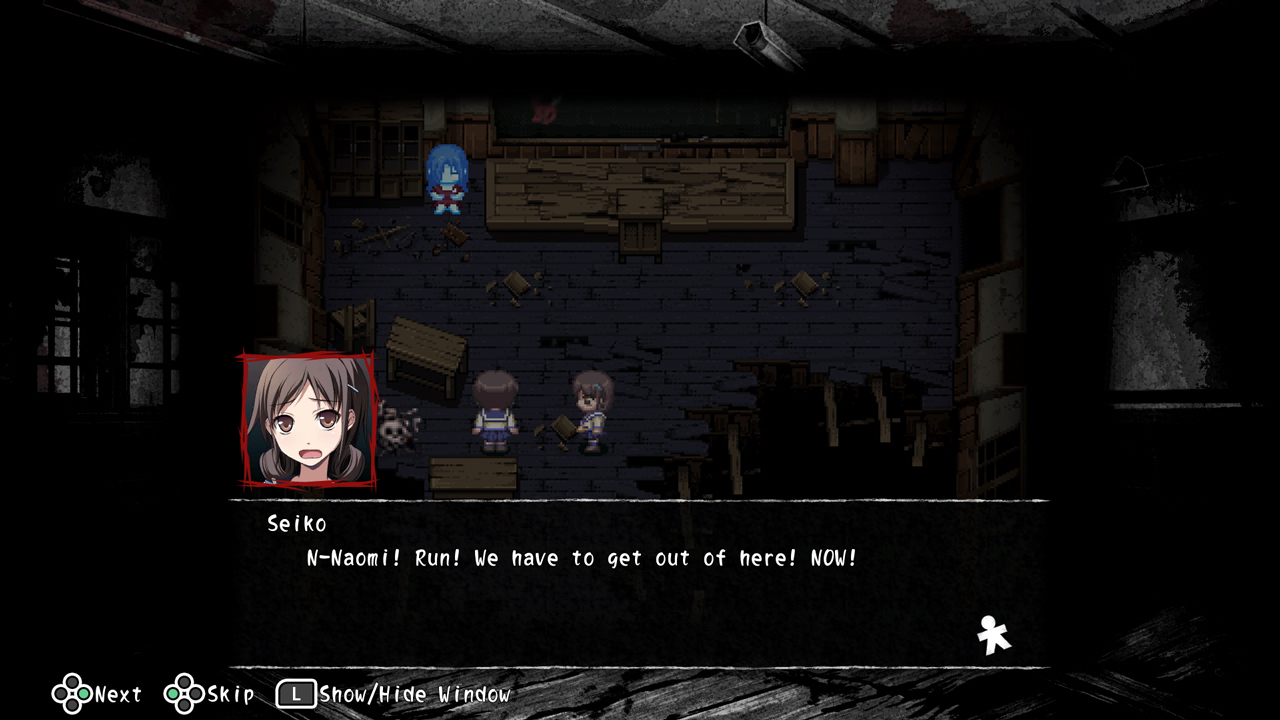 Seiko
N-Naomi! Run! We have to get out of here! NOW!
Next Skip L Show/Hide Window